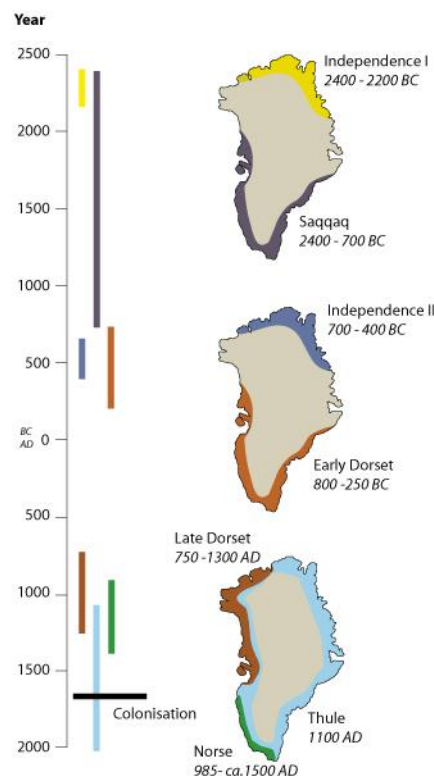 Year
2500
2000
1500
1000
500
BC
AD
0
500
1000
1500
2000
Colonisation
Independence I
2400 - 2200 BC
Saqqaq
2400 - 700 BC
Independence II
700 - 400 BC
Early Dorset
800 -250 BC
Late Dorset
750 -1300 AD
Thule
1100 AD
Norse
985- ca.1500 AD